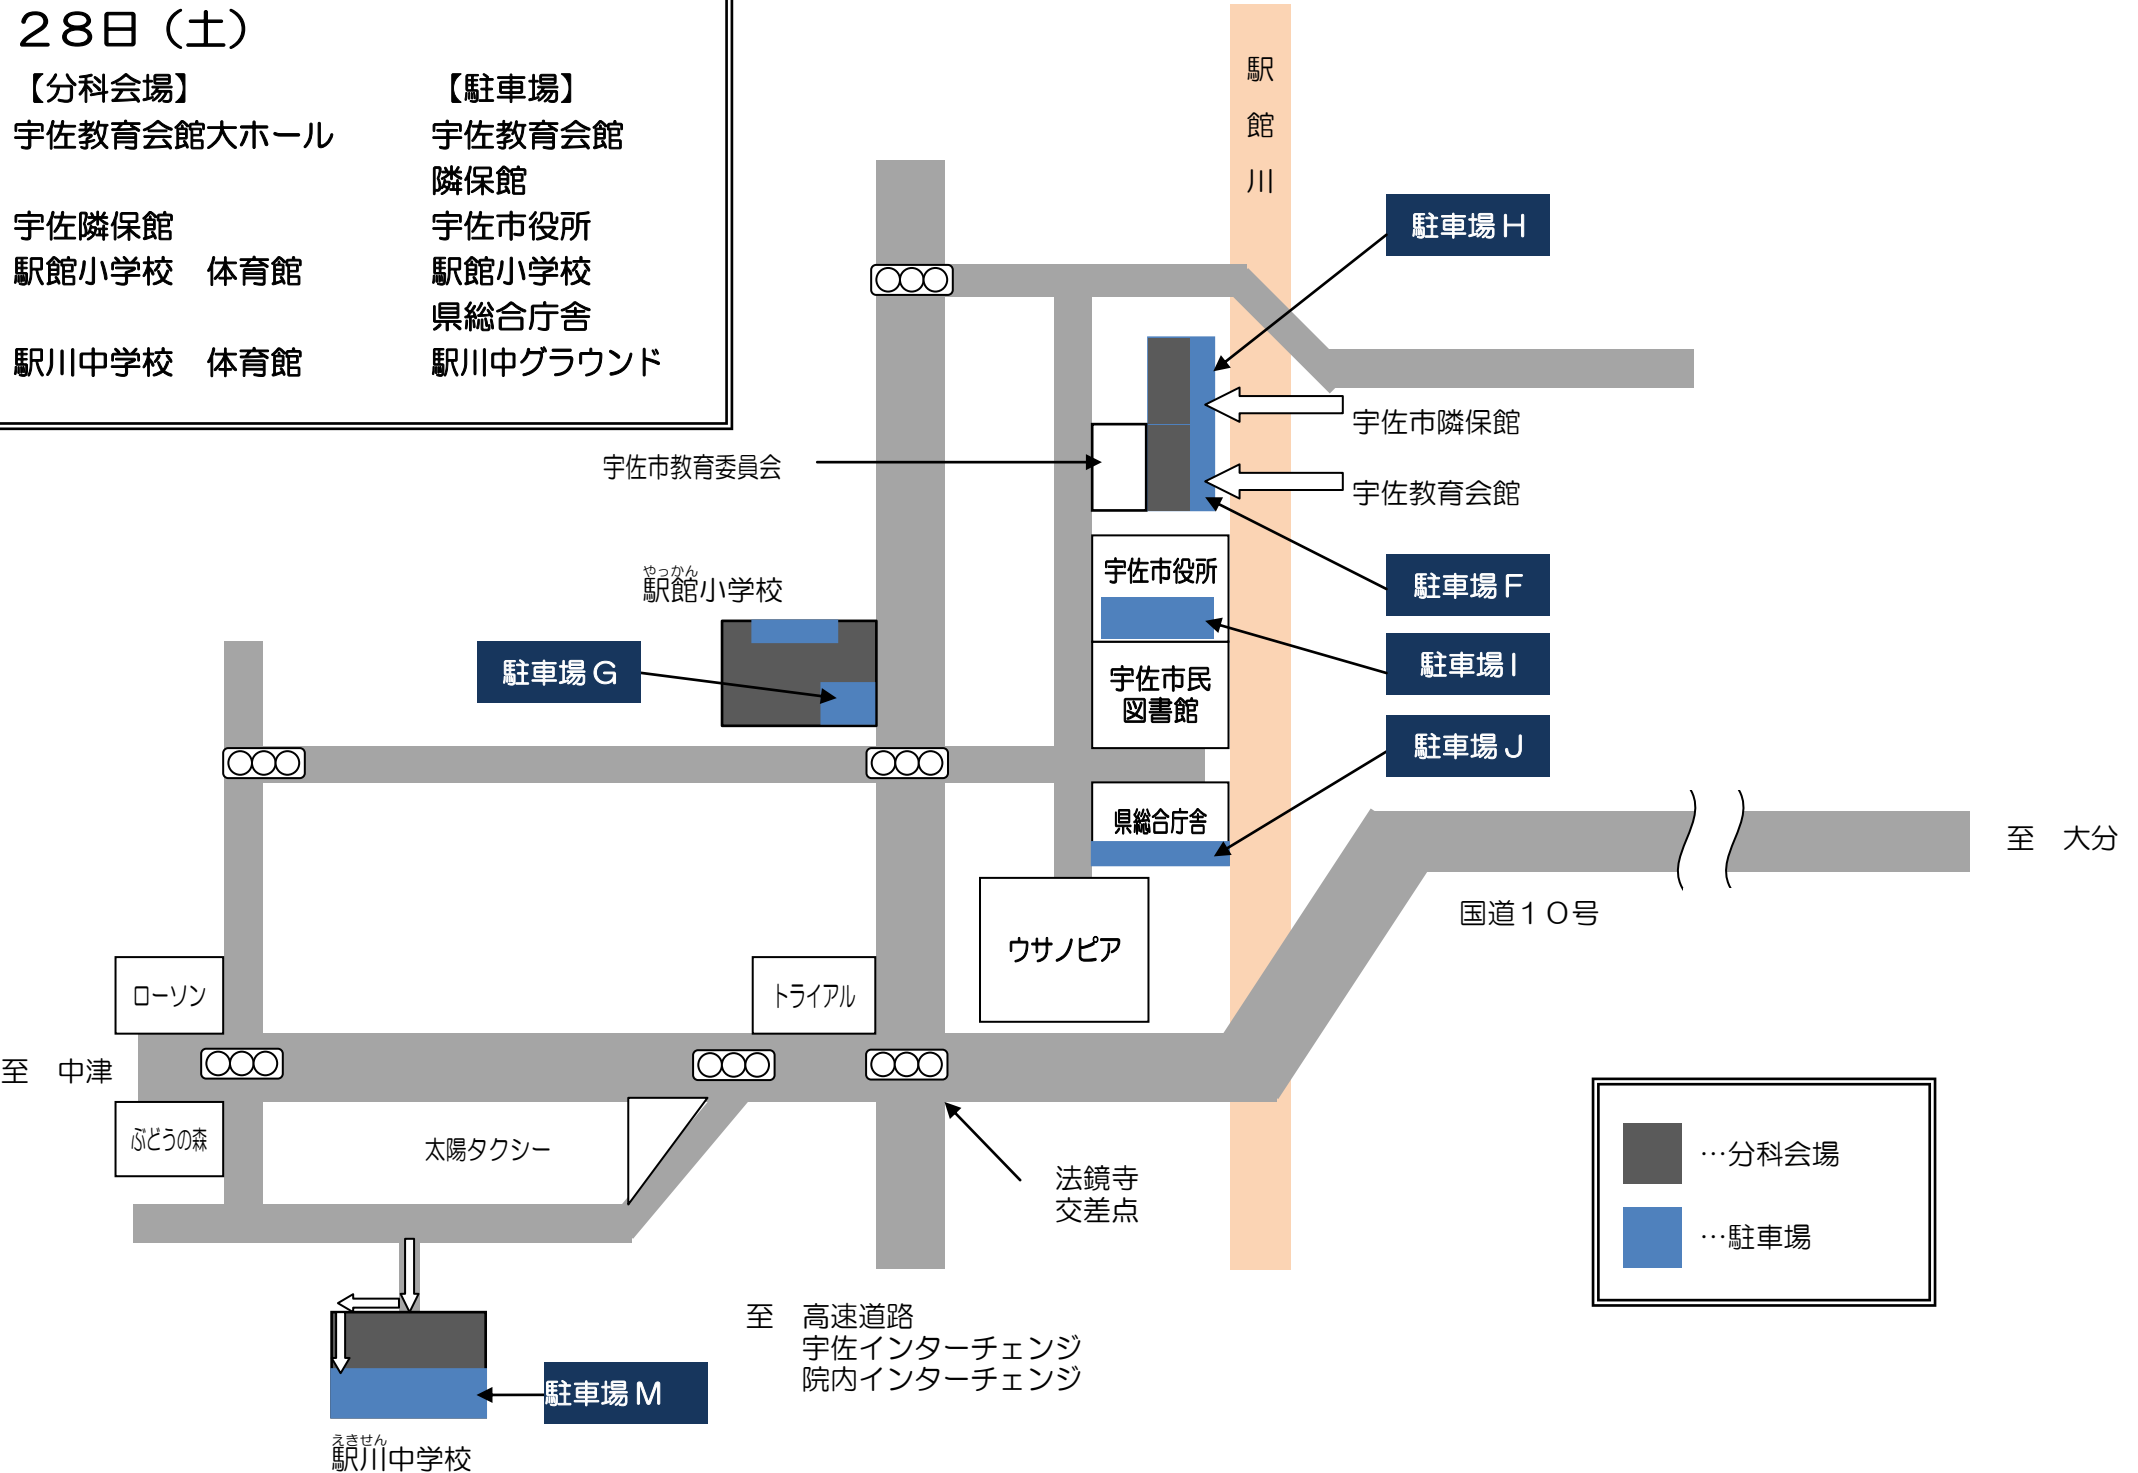 ２８日（土）
【分科会場】　【駐車場】
宇佐教育会館大ホール　宇佐教育会館
隣保館
宇佐隣保館　宇佐市役所
駅館小学校　体育館　駅館小学校
県総合庁舎
駅川中学校　体育館　駅川中グラウンド
駅館川
駐車場Ｈ
宇佐市隣保館
宇佐市教育委員会
宇佐教育会館
やっかん
駅館小学校
宇佐市役所
駐車場Ｆ
駐車場Ｇ
駐車場Ｉ
宇佐市民
図書館
駐車場Ｊ
県総合庁舎
至　大分
国道１０号
ウサノピア
ローソン
トライアル
至　中津
ぶどうの森
太陽タクシー
法鏡寺
交差点
…分科会場
…駐車場
至　高速道路
宇佐インターチェンジ
院内インターチェンジ
駐車場Ｍ
えきせん
駅川中学校